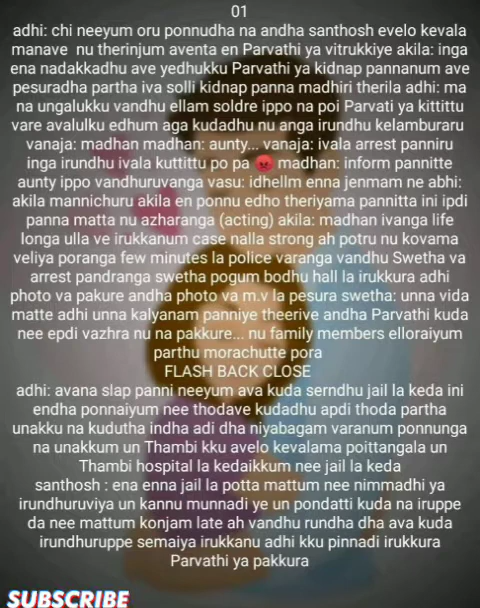 01
adhi: chi neeyum oru ponnudha na andha santhosh evelo kevala
manave  nu therinjum aventa en Parvathi ya vitrukkiye akila: inga
ena nadakkadhu ave yedhukku Parvathi ya kidnap pannanum ave
pesuradha partha iva solli kidnap panna madhiri therila adhi: ma
na ungalukku vandhu ellam soldre ippo na poi Parvati ya kittittu
vare avalulku edhum aga kudadhu nu anga irundhu kelamburaru
vanaja: madhan madhan: aunty... vanaja: ivala arrest panniru
inga irundhu ivala kuttittu po pa 😡 madhan: inform pannitte
aunty ippo vandhuruvanga vasu: idhellm enna jenmam ne abhi:
akila mannichuru akila en ponnu edho theriyama pannitta ini ipdi
panna matta nu azharanga (acting) akila: madhan ivanga life
longa ulla ve irukkanum case nalla strong ah potru nu kovama
veliya poranga few minutes la police varanga vandhu Swetha va
arrest pandranga swetha pogum bodhu hall la irukkura adhi
photo va pakure andha photo va m.v la pesura swetha: unna vida
matte adhi unna kalyanam panniye theerive andha Parvathi kuda
nee epdi vazhra nu na pakkure... nu family members elloraiyum
parthu morachutte pora
FLASH BACK CLOSE
adhi: avana slap panni neeyum ava kuda serndhu jail la keda ini
endha ponnaiyum nee thodave kudadhu apdi thoda partha
unakku na kudutha indha adi dha niyabagam varanum ponnunga
na unakkum un Thambi kku avelo kevalama poittangala un
Thambi hospital la kedaikkum nee jail la keda
santhosh : ena enna jail la potta mattum nee nimmadhi ya
irundhuruviya un kannu munnadi ye un pondatti kuda na iruppe
da nee mattum konjam late ah vandhu rundha dha ava kuda
irundhuruppe semaiya irukkanu adhi kku pinnadi irukkura
Parvathi ya pakkura
SUBSCRIBE